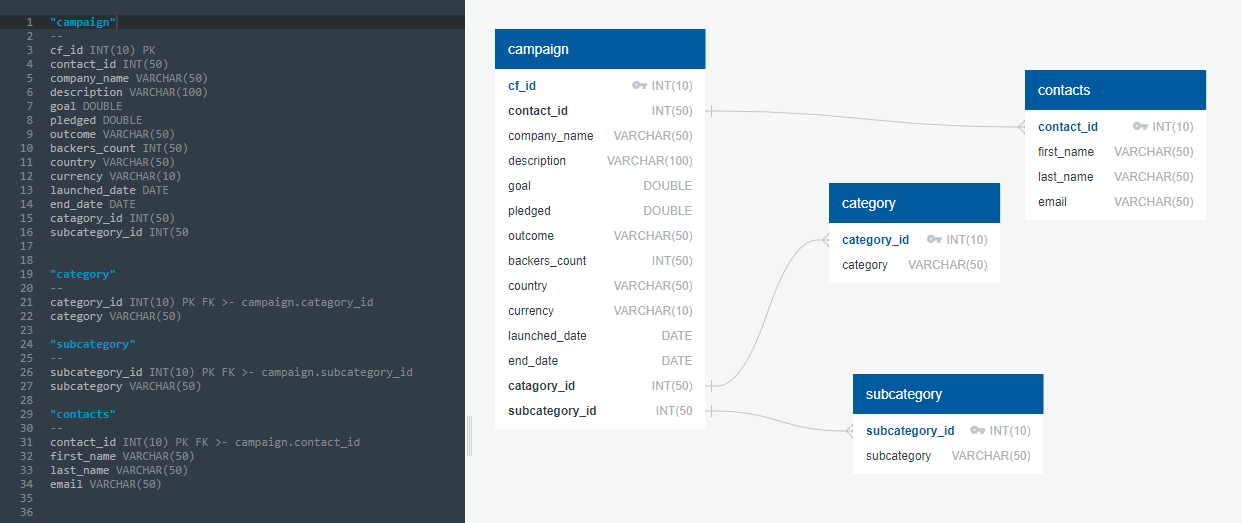 1 "campaign"
2 --
3 cf_id INT(10) PK
4 contact_id INT(50)
5 company_name VARCHAR(50)
6 description VARCHAR(100)
7 goal DOUBLE
8 pledged DOUBLE
9 outcome VARCHAR(50)
10 backers_count INT(50)
11 country VARCHAR(50)
12 currency VARCHAR(10)
13 launched_date DATE
14 end_date DATE
15 catagory_id INT(50)
16 subcategory_id INT(50
17
18
19 "category"
20 --
21 category_id INT(10) PK FK >- campaign.catagory_id
22 category VARCHAR(50)
23
24 "subcategory"
25 --
26 subcategory_id INT(10) PK FK >- campaign.subcategory_id
27 subcategory VARCHAR(50)
28
29 "contacts"
30 --
31 contact_id INT(10) PK FK >- campaign.contact_id
32 first_name VARCHAR(50)
33 last_name VARCHAR(50)
34 email VARCHAR(50)
35
36
campaign
cf_id INT(10)
contact_id INT(50)
company_name VARCHAR(50)
description VARCHAR(100)
goal DOUBLE
pledged DOUBLE
outcome VARCHAR(50)
backers_count INT(50)
country VARCHAR(50)
currency VARCHAR(10)
launched_date DATE
end_date DATE
catagory_id INT(50)
subcategory_id INT(50
contacts
contact_id INT(10)
first_name VARCHAR(50)
last_name VARCHAR(50)
email VARCHAR(50)
category
category_id INT(10)
category VARCHAR(50)
subcategory
subcategory_id INT(10)
subcategory VARCHAR(50)